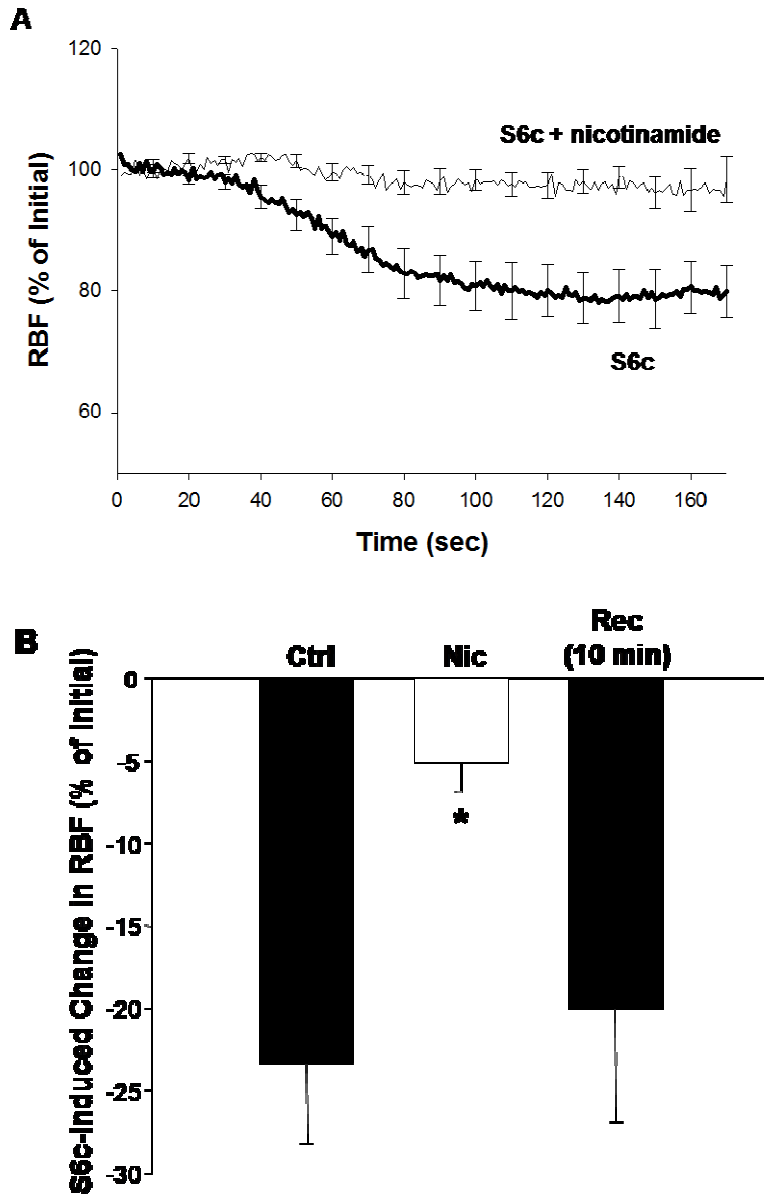 A
120
100
80
60
RBF (% of Initial)
S6c + nicotinamide
S6c
0 20 40 60 80 100 120 140 160
Time (sec)
B
Ctrl
Nic
Rec
(10 min)
S6c-Induced Change in RBF (% of Initial)
0
-5
-10
-15
-20
-25
-30
*